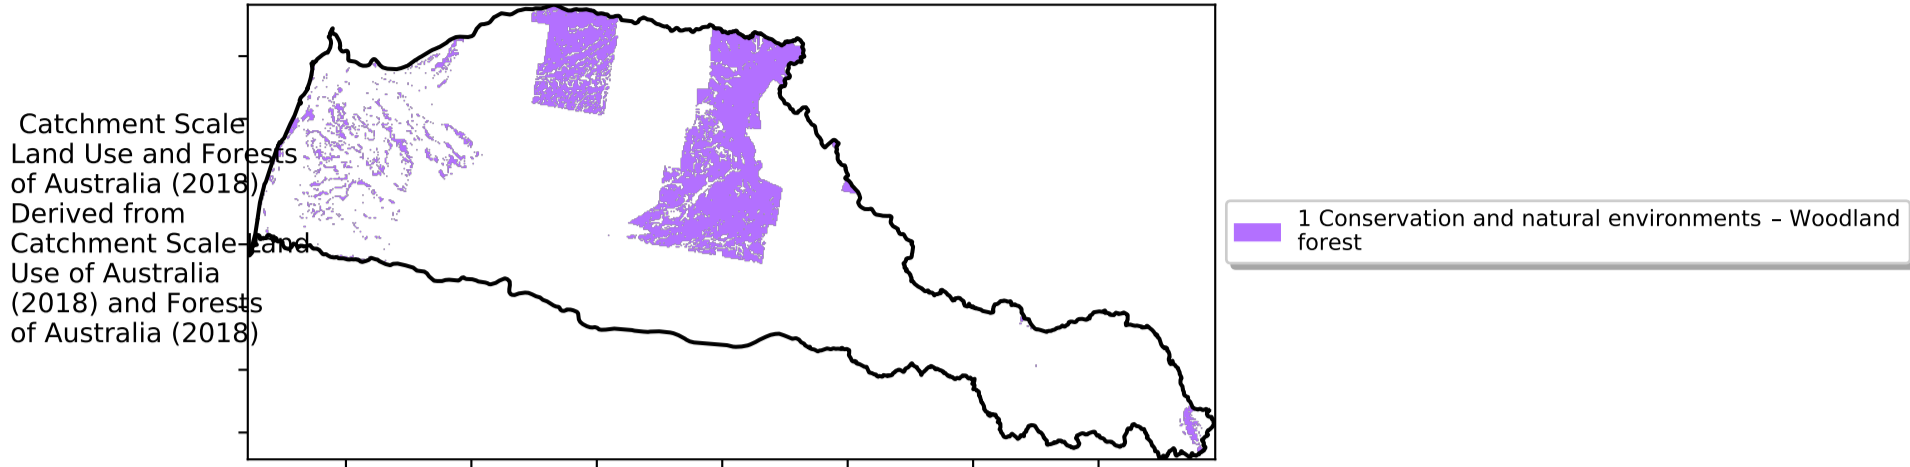 Catchment Scale
Land Use and Forests
of Australia (2018)
Derived from
Catchment Scale Land
Use of Australia
(2018) and Forests
of Australia (2018)
1 Conservation and natural environments – Woodland
forest